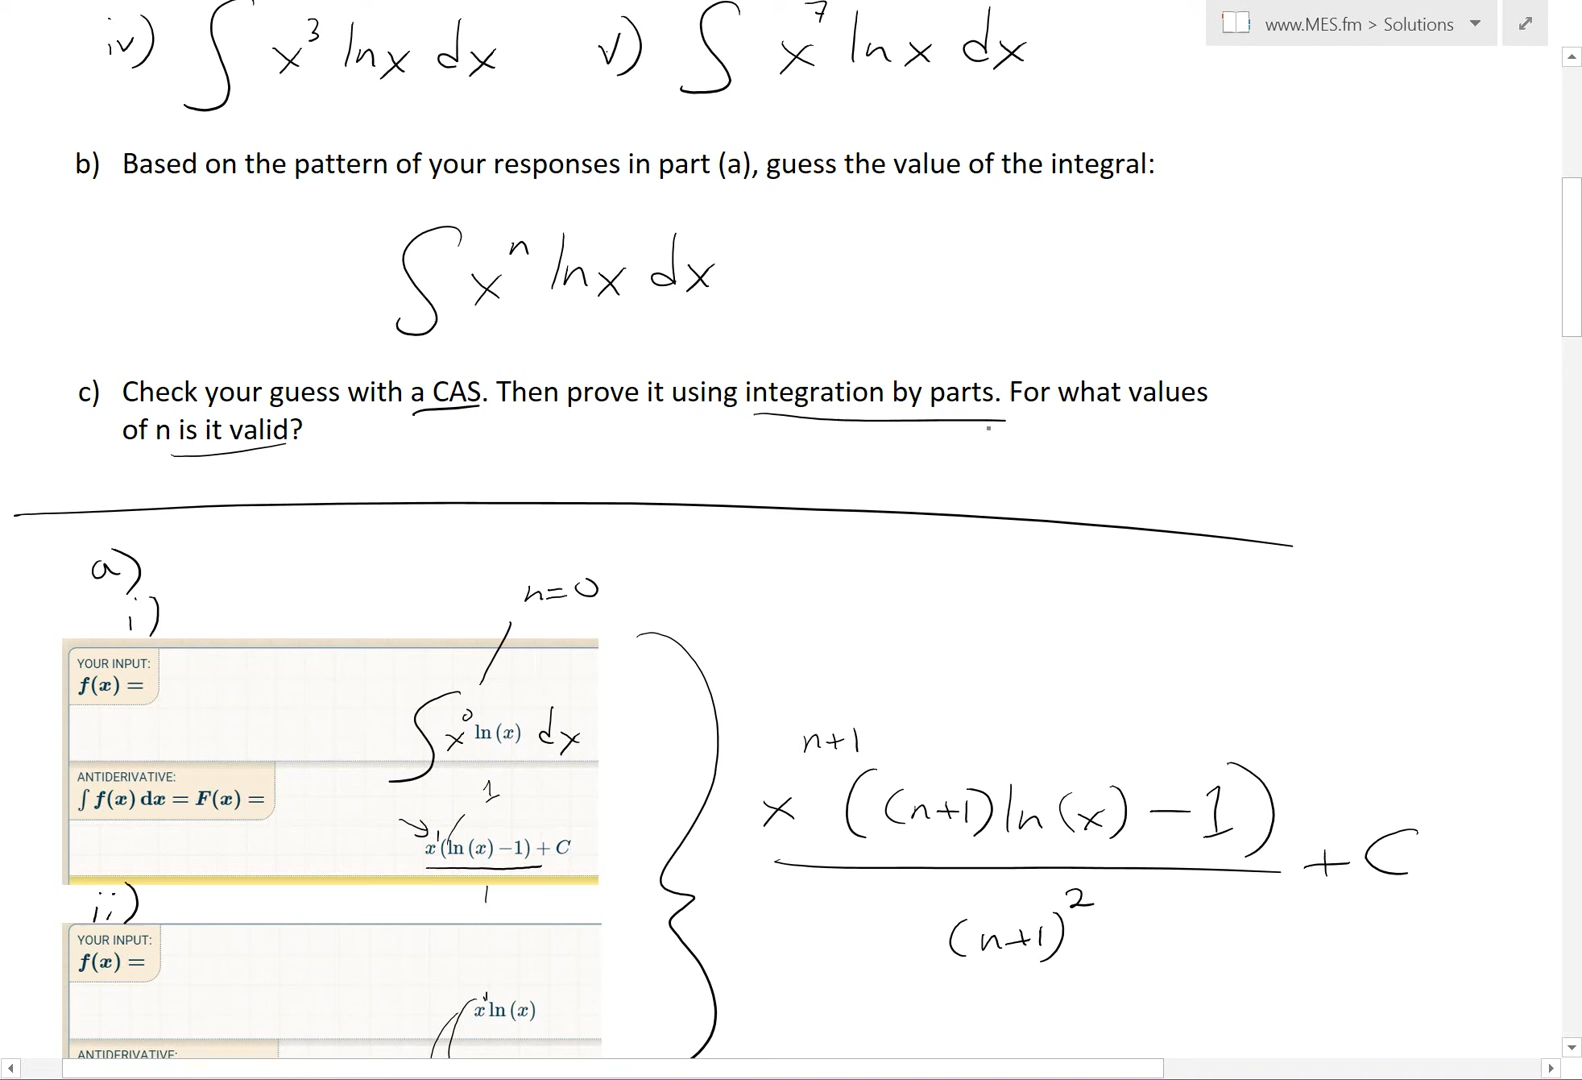 www.MES.fm > Solutions
iv) ∫ x³ ln x dx v) ∫ x⁷ ln x dx
b) Based on the pattern of your responses in part (a), guess the value of the integral:
∫ xⁿ ln x dx
c) Check your guess with a CAS. Then prove it using integration by parts. For what values
of n is it valid?
a)
i)
n=0
YOUR INPUT:
f(x) =
∫ x⁰ ln (x) dx
ANTIDERIVATIVE:
∫ f(x) dx = F(x) =
1
x¹(ln (x) −1) + C
1
ii)
YOUR INPUT:
f(x) =
x¹ln (x)
ANTIDERIVATIVE:
n+1
x ((n+1) ln (x) − 1)
+ C
(n+1)²